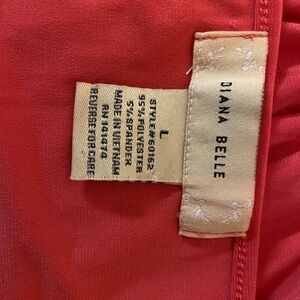 DIANA BELLE
L
STYLE#60162
95%POLYESTER
5%SPANDEX
MADE IN VIETNAM
RN 141474
REVERSE FOR CARE